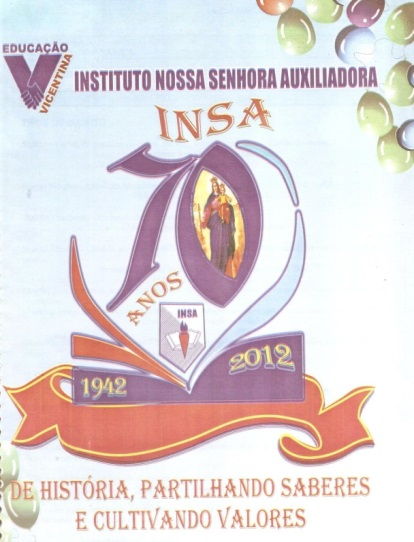 EDUCAÇÃO
VICENTINA
INSTITUTO NOSSA SENHORA AUXILIADORA
INSA
70
ANOS
INSA
1942
2012
DE HISTÓRIA, PARTILHANDO SABERES
E CULTIVANDO VALORES